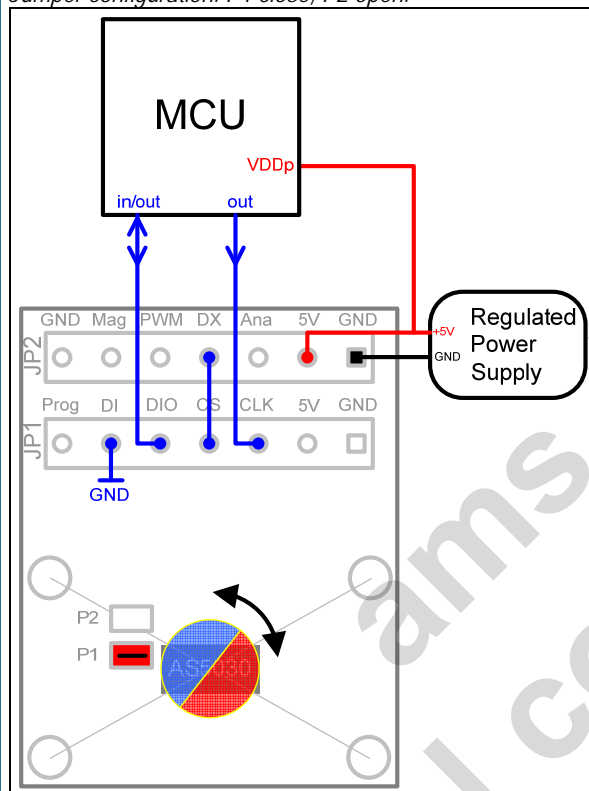 MCU
VDDp
in/out out
GND Mag PWM DX Ana 5V GND
JP2
+5V
GND
Regulated
Power
Supply
Prog DI DIO CS CLK 5V GND
JP1
GND
P2
P1
AS5030
ams